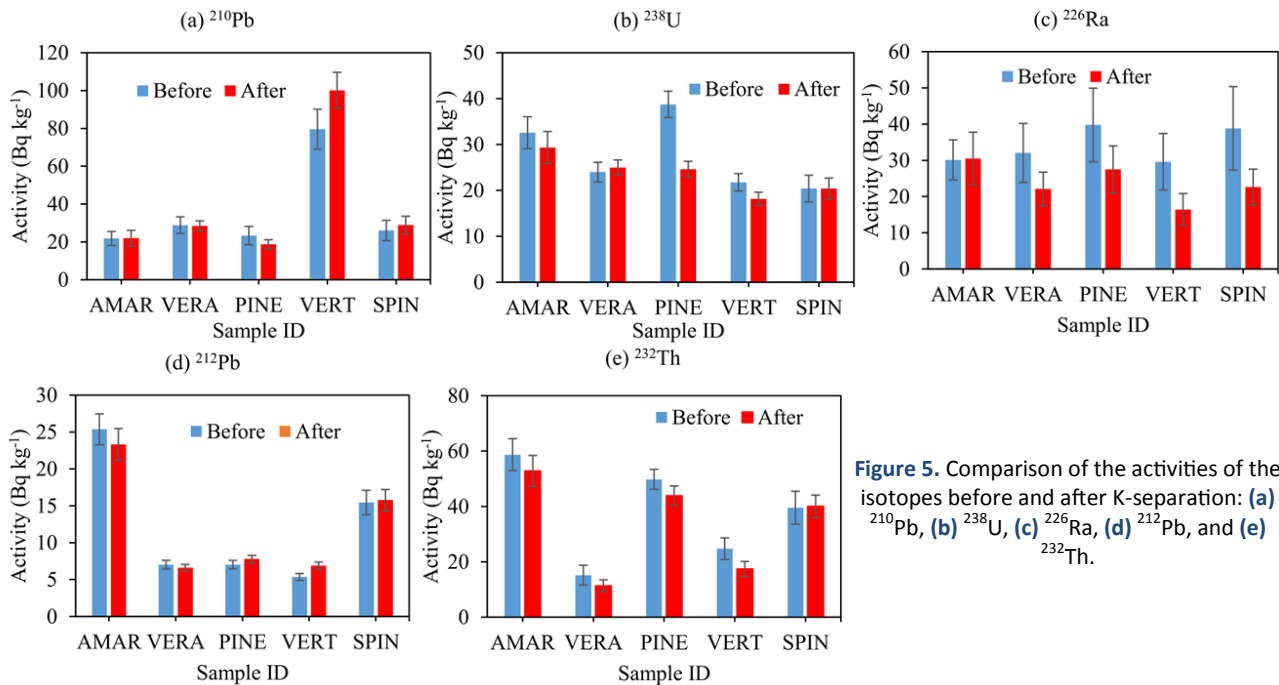 (a) ²¹⁰Pb
Activity (Bq kg⁻¹)
120
100
80
60
40
20
0
Before After
AMAR VERA PINE VERT SPIN
Sample ID
(b) ²³⁸U
Activity (Bq kg⁻¹)
50
40
30
20
10
0
Before After
AMAR VERA PINE VERT SPIN
Sample ID
(c) ²²⁶Ra
Activity (Bq kg⁻¹)
60
50
40
30
20
10
0
Before After
AMAR VERA PINE VERT SPIN
Sample ID
(d) ²¹²Pb
Activity (Bq kg⁻¹)
30
25
20
15
10
5
0
Before After
AMAR VERA PINE VERT SPIN
Sample ID
(e) ²³²Th
Activity (Bq kg⁻¹)
80
60
40
20
0
Before After
AMAR VERA PINE VERT SPIN
Sample ID
Figure 5. Comparison of the activities of the
isotopes before and after K-separation: (a)
²¹⁰Pb, (b) ²³⁸U, (c) ²²⁶Ra, (d) ²¹²Pb, and (e)
²³²Th.